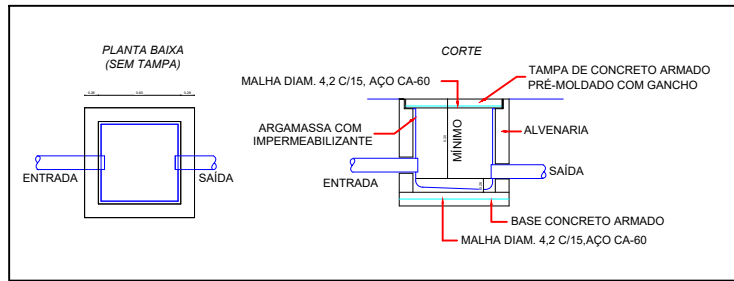 PLANTA BAIXA
(SEM TAMPA)
ENTRADA
SAÍDA
CORTE
MALHA DIAM. 4,2 C/15, AÇO CA-60
TAMPA DE CONCRETO ARMADO
PRÉ-MOLDADO COM GANCHO
ARGAMASSA COM
IMPERMEABILIZANTE
MÍNIMO
ALVENARIA
ENTRADA
SAÍDA
BASE CONCRETO ARMADO
MALHA DIAM. 4,2 C/15,AÇO CA-60